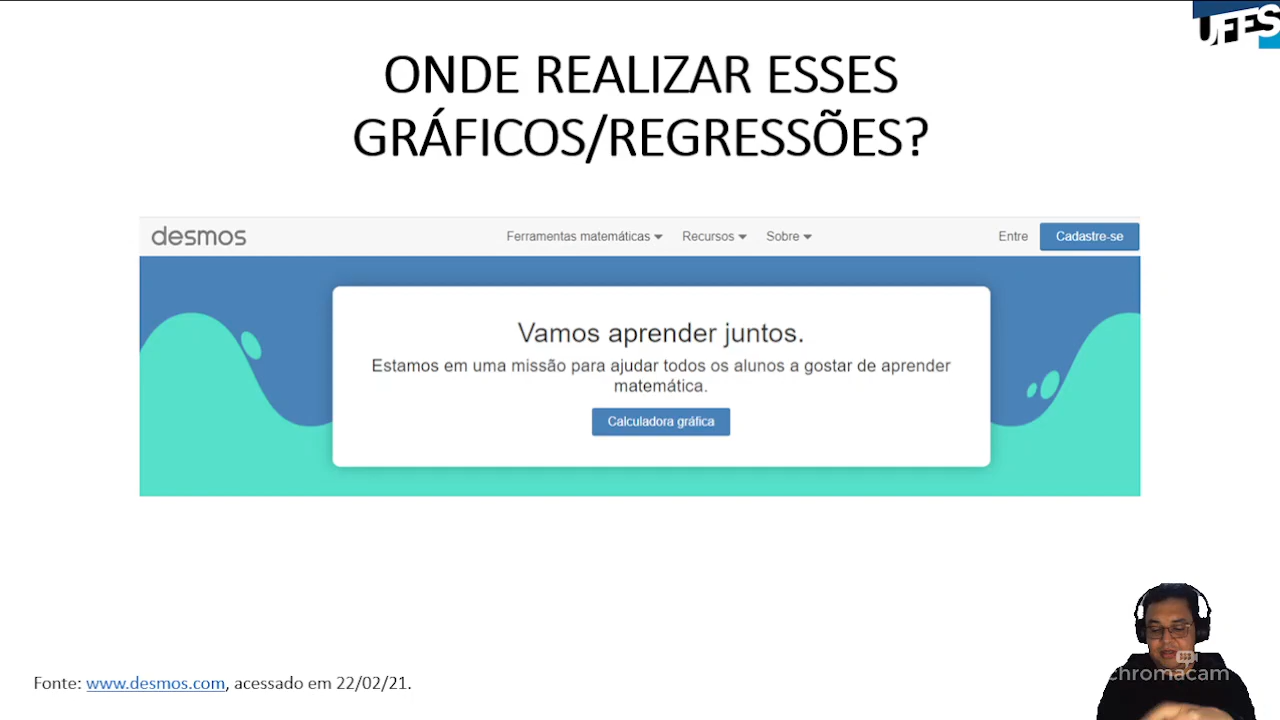 UFES
ONDE REALIZAR ESSES
GRÁFICOS/REGRESSÕES?
desmos
Ferramentas matemáticas
Recursos
Sobre
Entre
Cadastre-se
Vamos aprender juntos.
Estamos em uma missão para ajudar todos os alunos a gostar de aprender
matemática.
Calculadora gráfica
chromacam
Fonte: www.desmos.com, acessado em 22/02/21.